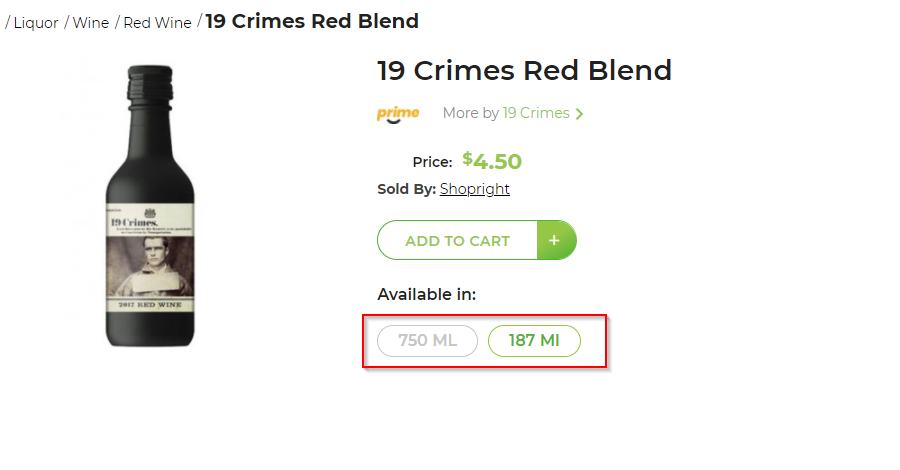 / Liquor / Wine / Red Wine / 19 Crimes Red Blend
19 Crimes Red Blend
prime More by 19 Crimes >
Price: $4.50
Sold By: Shopright
ADD TO CART +
Available in:
750 ML 187 Ml
19 Crimes.
2017 RED WINE